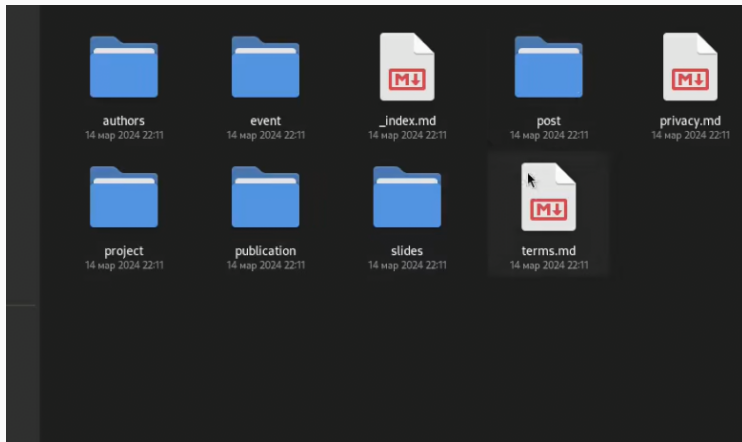 authors
14 мар 2024 22:11
event
14 мар 2024 22:11
M↓
_index.md
14 мар 2024 22:11
post
14 мар 2024 22:11
M↓
privacy.md
14 мар 2024 22:11
project
14 мар 2024 22:11
publication
14 мар 2024 22:11
slides
14 мар 2024 22:11
M↓
terms.md
14 мар 2024 22:11